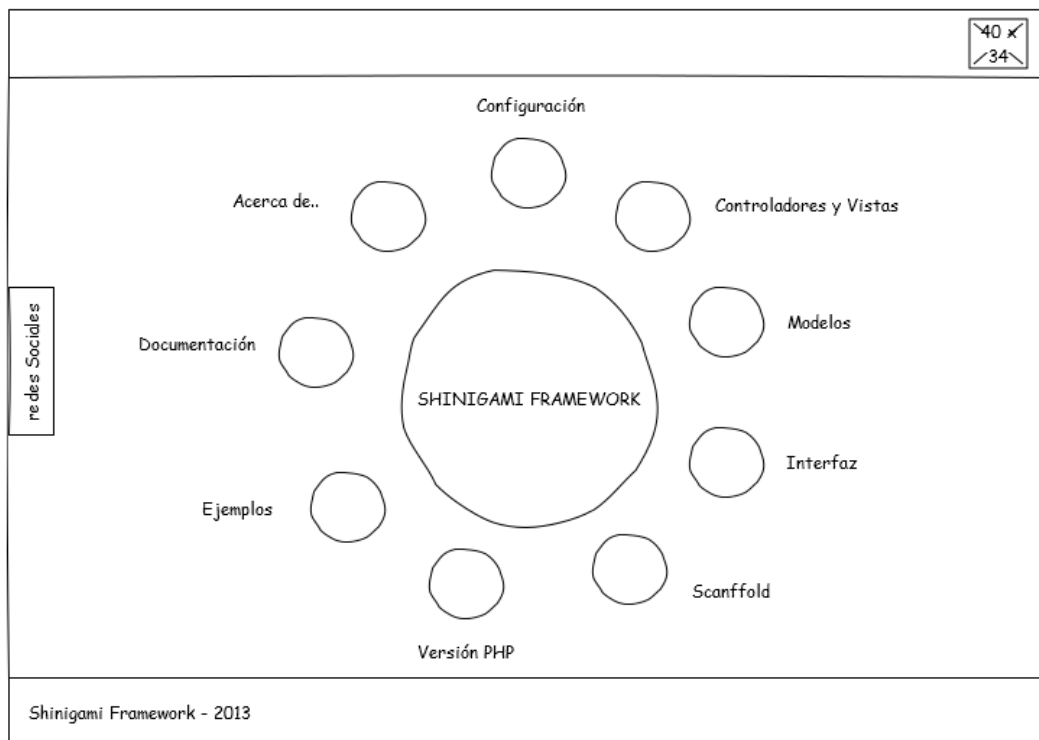 40 x
34
Configuración
Acerca de..
Controladores y Vistas
Modelos
Documentación
redes Sociales
SHINIGAMI FRAMEWORK
Interfaz
Ejemplos
Scanffold
Versión PHP
Shinigami Framework - 2013